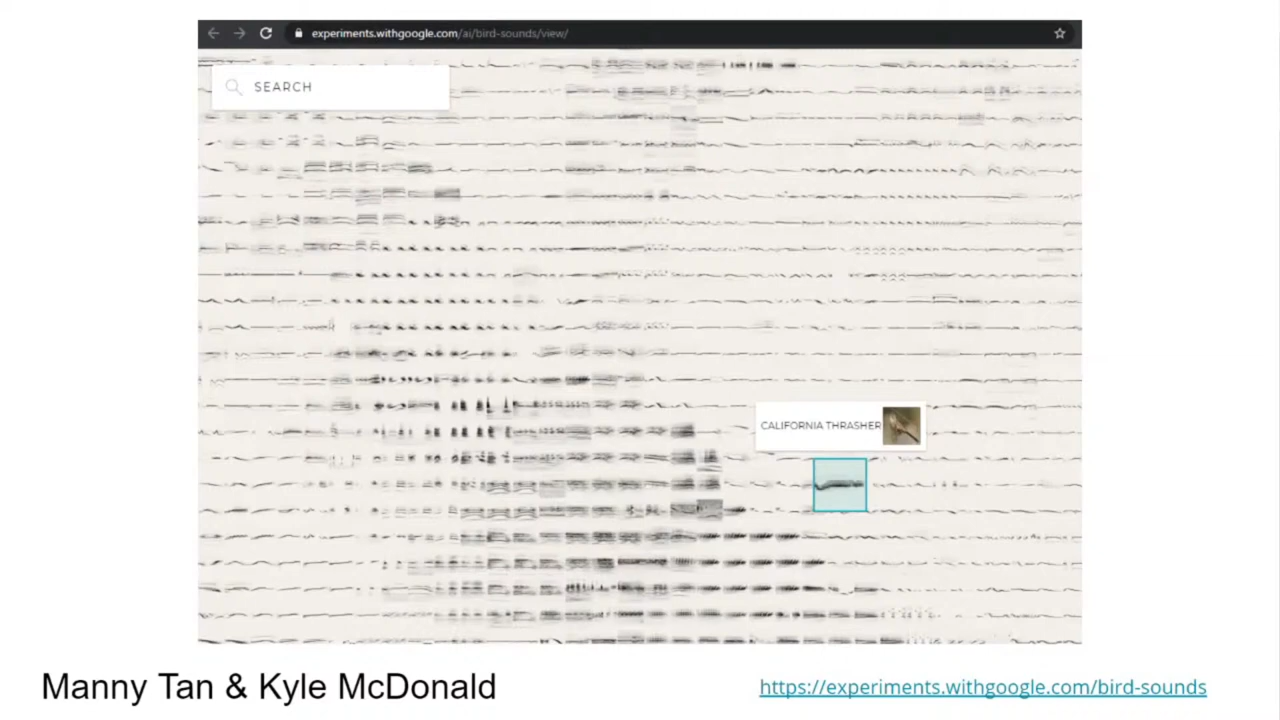 experiments.withgoogle.com/ai/bird-sounds/view/
SEARCH
CALIFORNIA THRASHER
Manny Tan & Kyle McDonald
https://experiments.withgoogle.com/bird-sounds